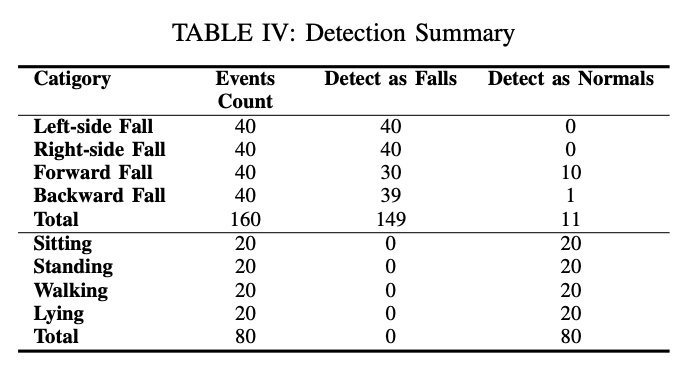 TABLE IV: Detection Summary
Catigory Events Detect as Falls Detect as Normals
Count
Left-side Fall 40 40 0
Right-side Fall 40 40 0
Forward Fall 40 30 10
Backward Fall 40 39 1
Total 160 149 11
Sitting 20 0 20
Standing 20 0 20
Walking 20 0 20
Lying 20 0 20
Total 80 0 80